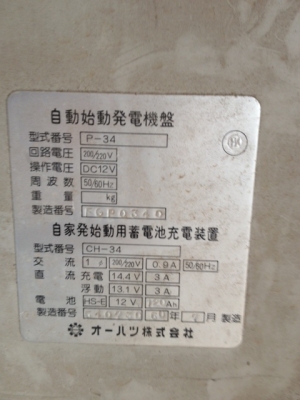 自動始動発電機盤
型式番号 P-34
回路電圧 200/220V
操作電圧 DC12V
周波数 50/60Hz
重量 kg
製造番号
自家発始動用蓄電池充電装置
型式番号 CH-34
交流 1φ 200/220V 0.9A 50/60Hz
直流 充電 14.4V 3A
浮動 13.1V 3A
電池 HS-E 12V Ah
製造番号 年 月 製造
オーハツ株式会社